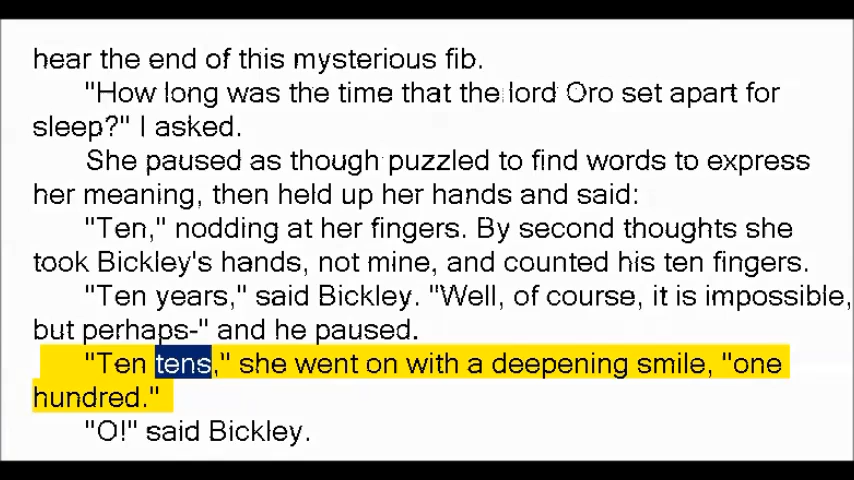 hear the end of this mysterious fib.
"How long was the time that the lord Oro set apart for
sleep?" I asked.
She paused as though puzzled to find words to express
her meaning, then held up her hands and said:
"Ten," nodding at her fingers. By second thoughts she
took Bickley's hands, not mine, and counted his ten fingers.
"Ten years," said Bickley. "Well, of course, it is impossible,
but perhaps-" and he paused.
"Ten tens," she went on with a deepening smile, "one
hundred."
"O!" said Bickley.